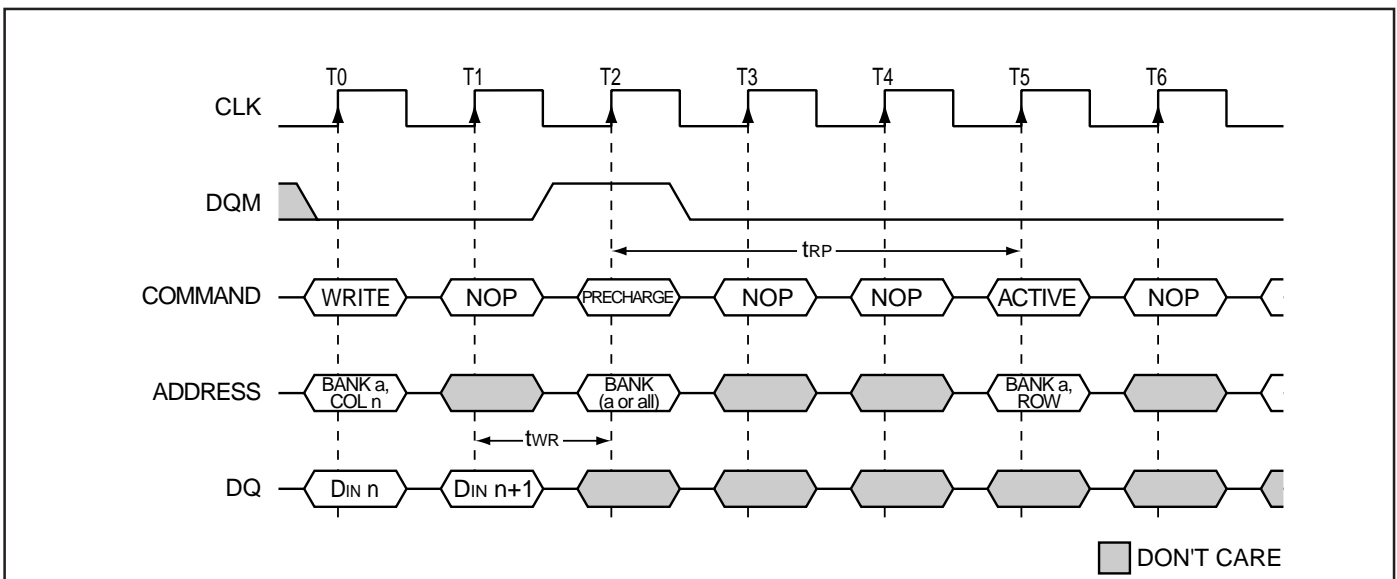 T0 T1 T2 T3 T4 T5 T6
CLK
DQM
tRP
COMMAND WRITE NOP PRECHARGE NOP NOP ACTIVE NOP
ADDRESS BANK a, COL n BANK (a or all) BANK a, ROW
tWR
DQ DIN n DIN n+1
DON'T CARE